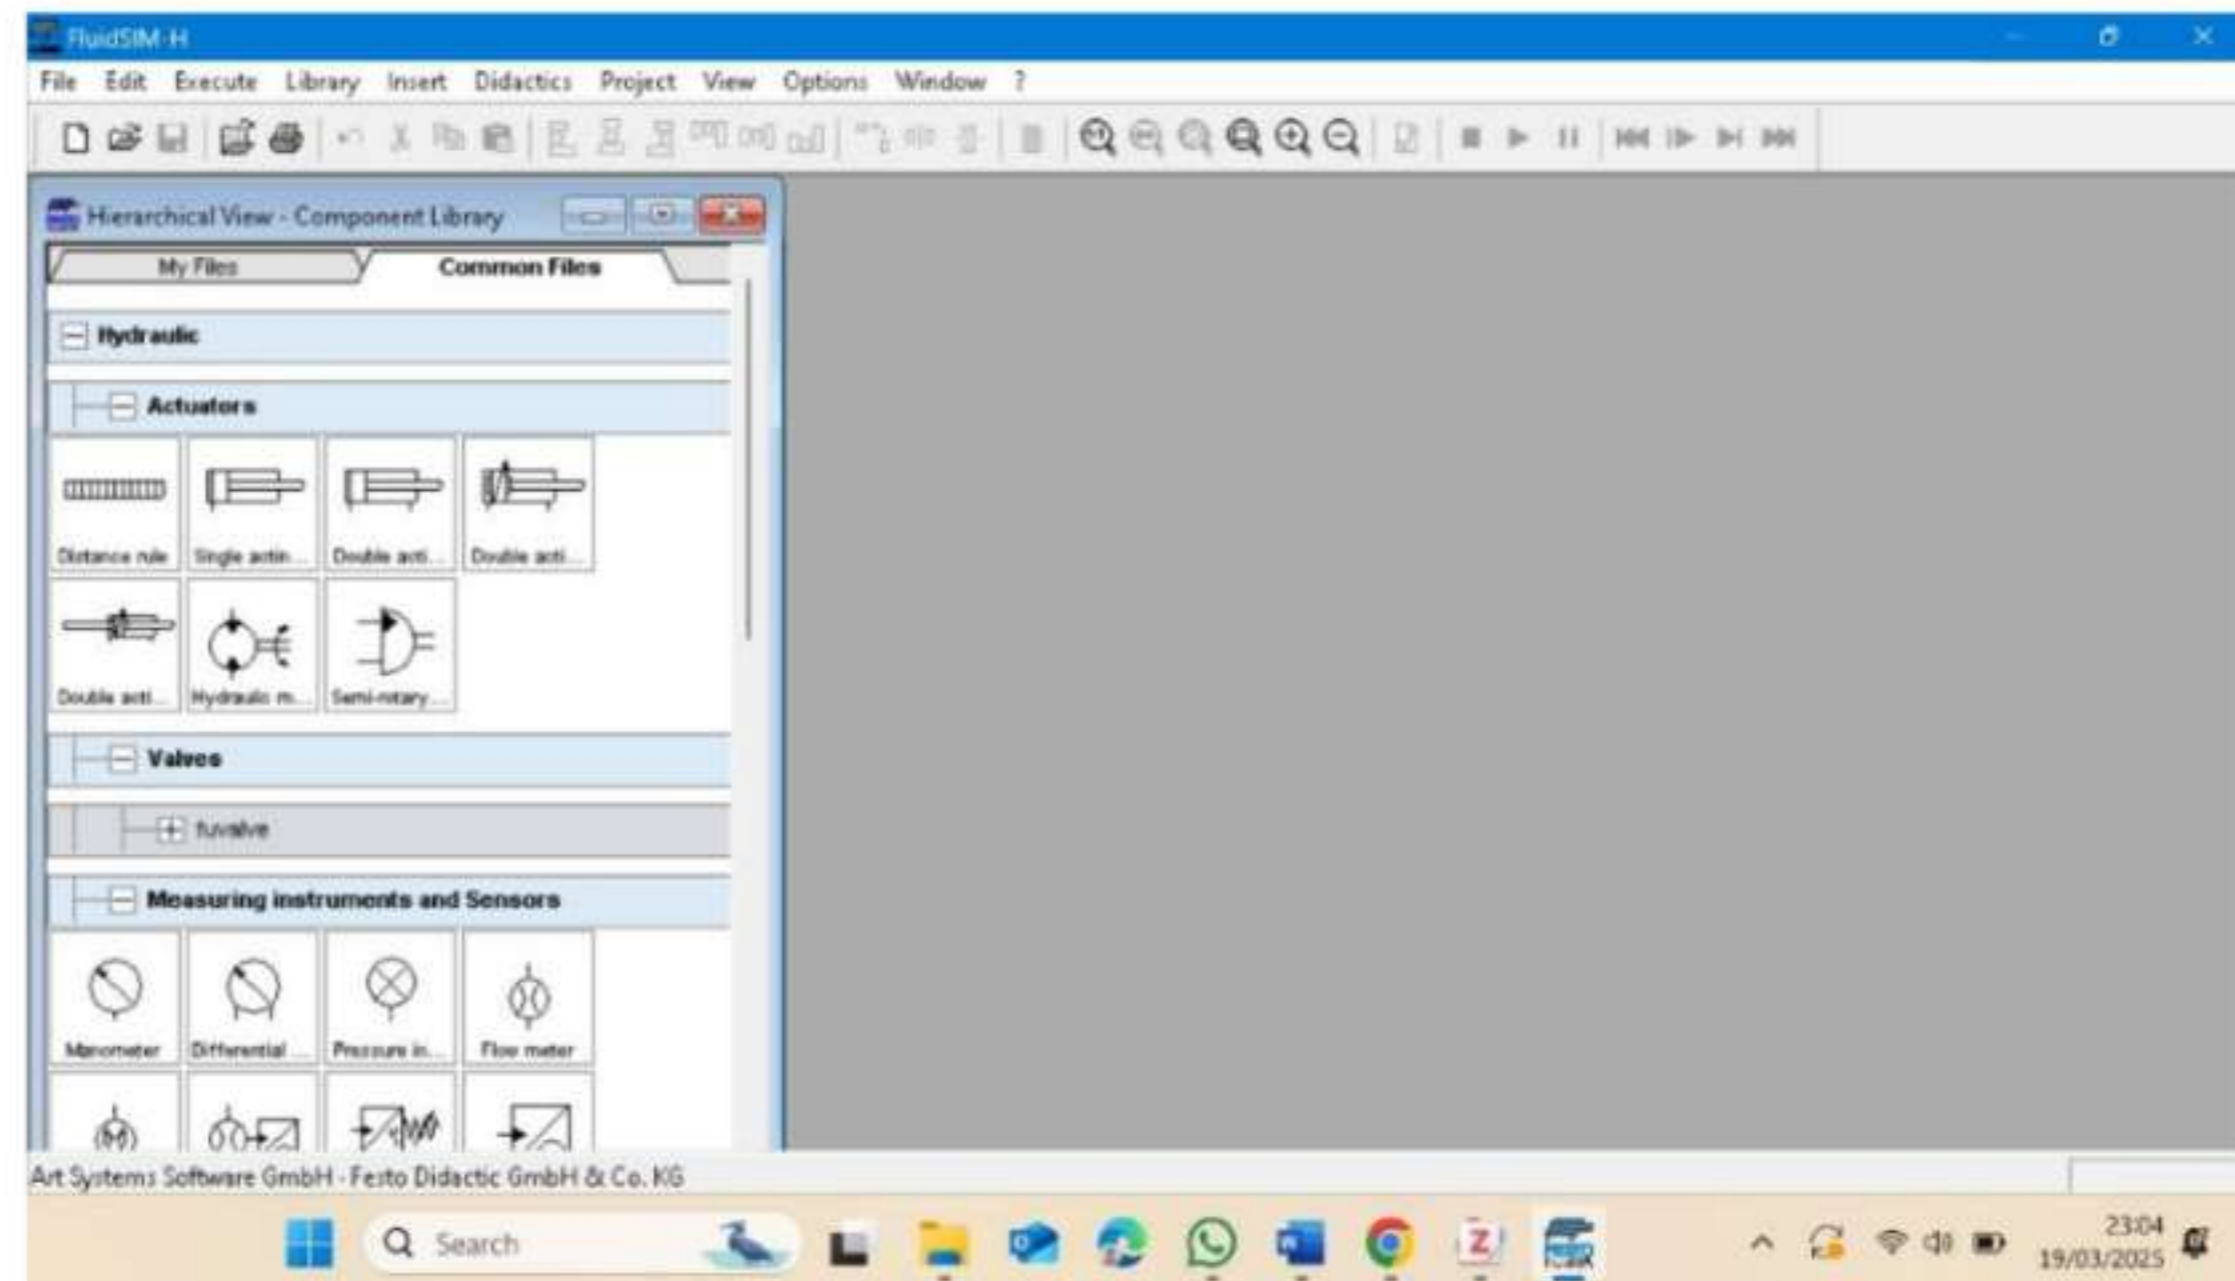 FluidSIM-H
File Edit Execute Library Insert Didactics Project View Options Window ?
Hierarchical View - Component Library
My Files Common Files
Hydraulic
Actuators
Distance rule Single actin... Double acti... Double acti...
Double acti... Hydraulic m... Semi-rotary ...
Valves
fuvalve
Measuring instruments and Sensors
Manometer Differential ... Pressure in... Flow meter
Art Systems Software GmbH - Festo Didactic GmbH & Co. KG
Search
23:04
19/03/2025